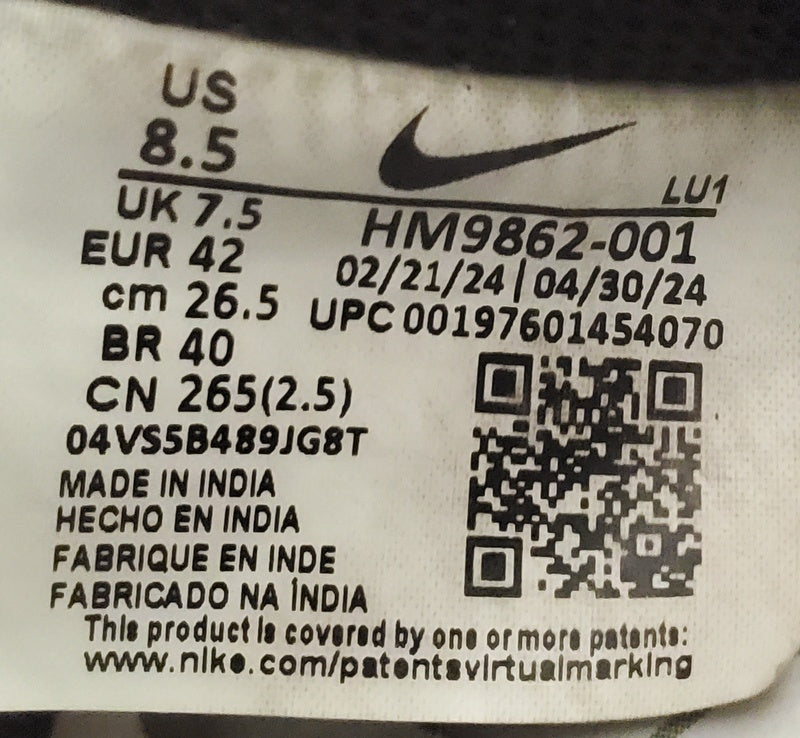 US
8.5
LU1
UK 7.5
HM9862-001
EUR 42
02/21/24 | 04/30/24
cm 26.5
UPC 00197601454070
BR 40
CN 265(2.5)
04VS5B489JG8T
MADE IN INDIA
HECHO EN INDIA
FABRIQUE EN INDE
FABRICADO NA ÍNDIA
This product is covered by one or more patents:
www.nike.com/patentsvirtualmarking